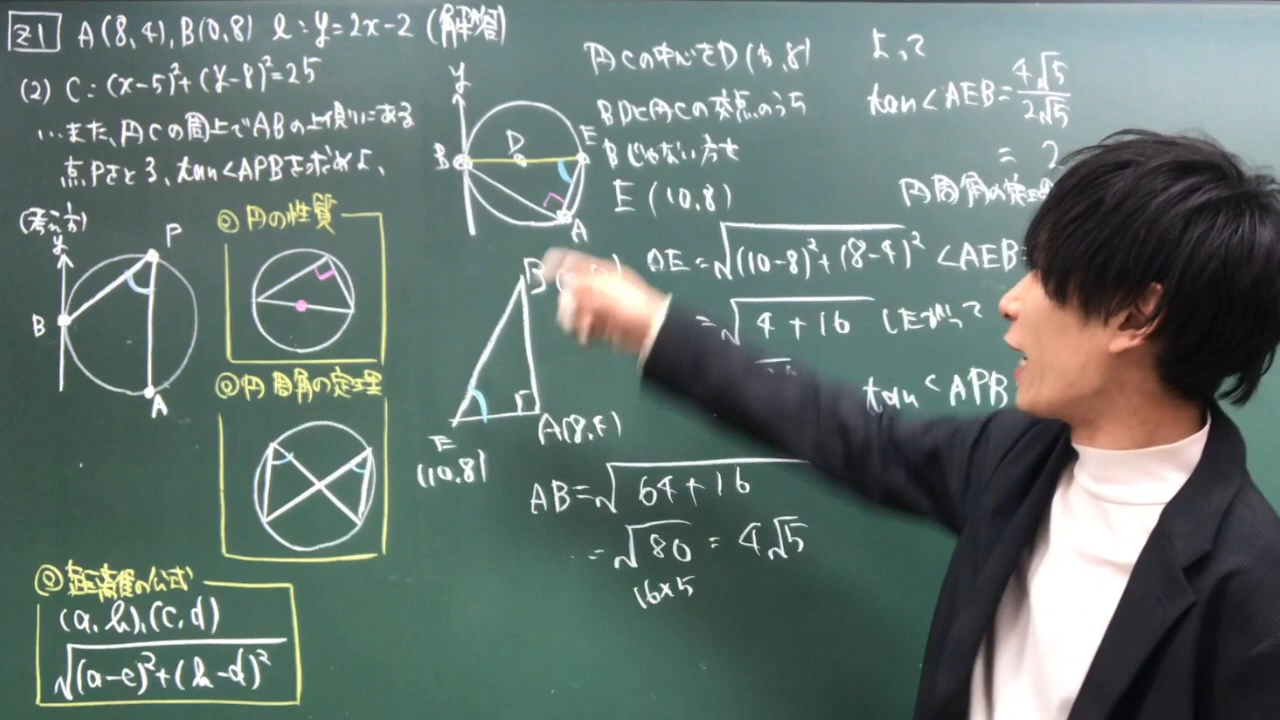 Z1 A(8,4), B(0,8) l:y=2x-2 (解答)
(2) C:(x-5)²+(y-8)²=25
…また、円Cの周上でABの上側にある
点Pをとる、tan∠APBを求めよ、
(考え方)
y
P
B
A
◎円の性質
◎円周角の定理
◎距離の公式
(a,b),(c,d)
√(a-c)²+(b-d)²
y
B
D
E
A
B
E
(10,8)
A(8,4)
AB=√64+16
=√80=4√5
16×5
円Cの中心をD(5,8)
BDと円Cの交点のうち
Bじゃない方を
E(10,8)
AE=√(10-8)²+(8-4)²
=√4+16
よって
tan∠AEB=4√5/2√5
=2
円周角の定理
∠AEB=
したがって
tan∠APB